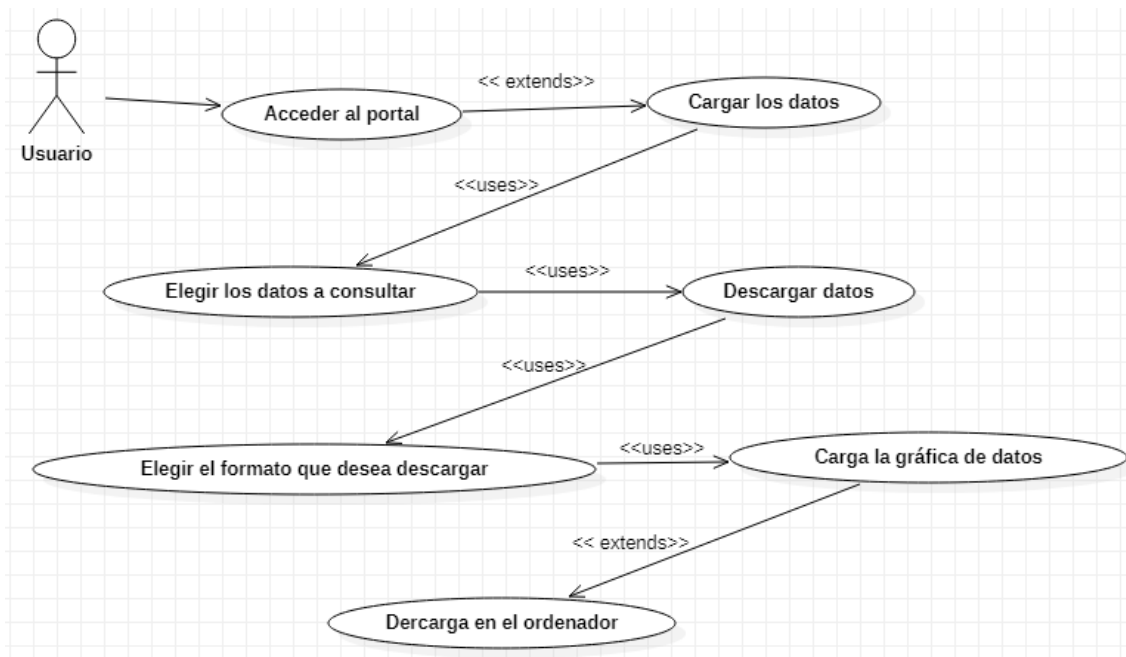 << extends>>
Acceder al portal
Cargar los datos
Usuario
<<uses>>
Elegir los datos a consultar
<<uses>>
Descargar datos
<<uses>>
Elegir el formato que desea descargar
<<uses>>
Carga la gráfica de datos
<< extends>>
Dercarga en el ordenador